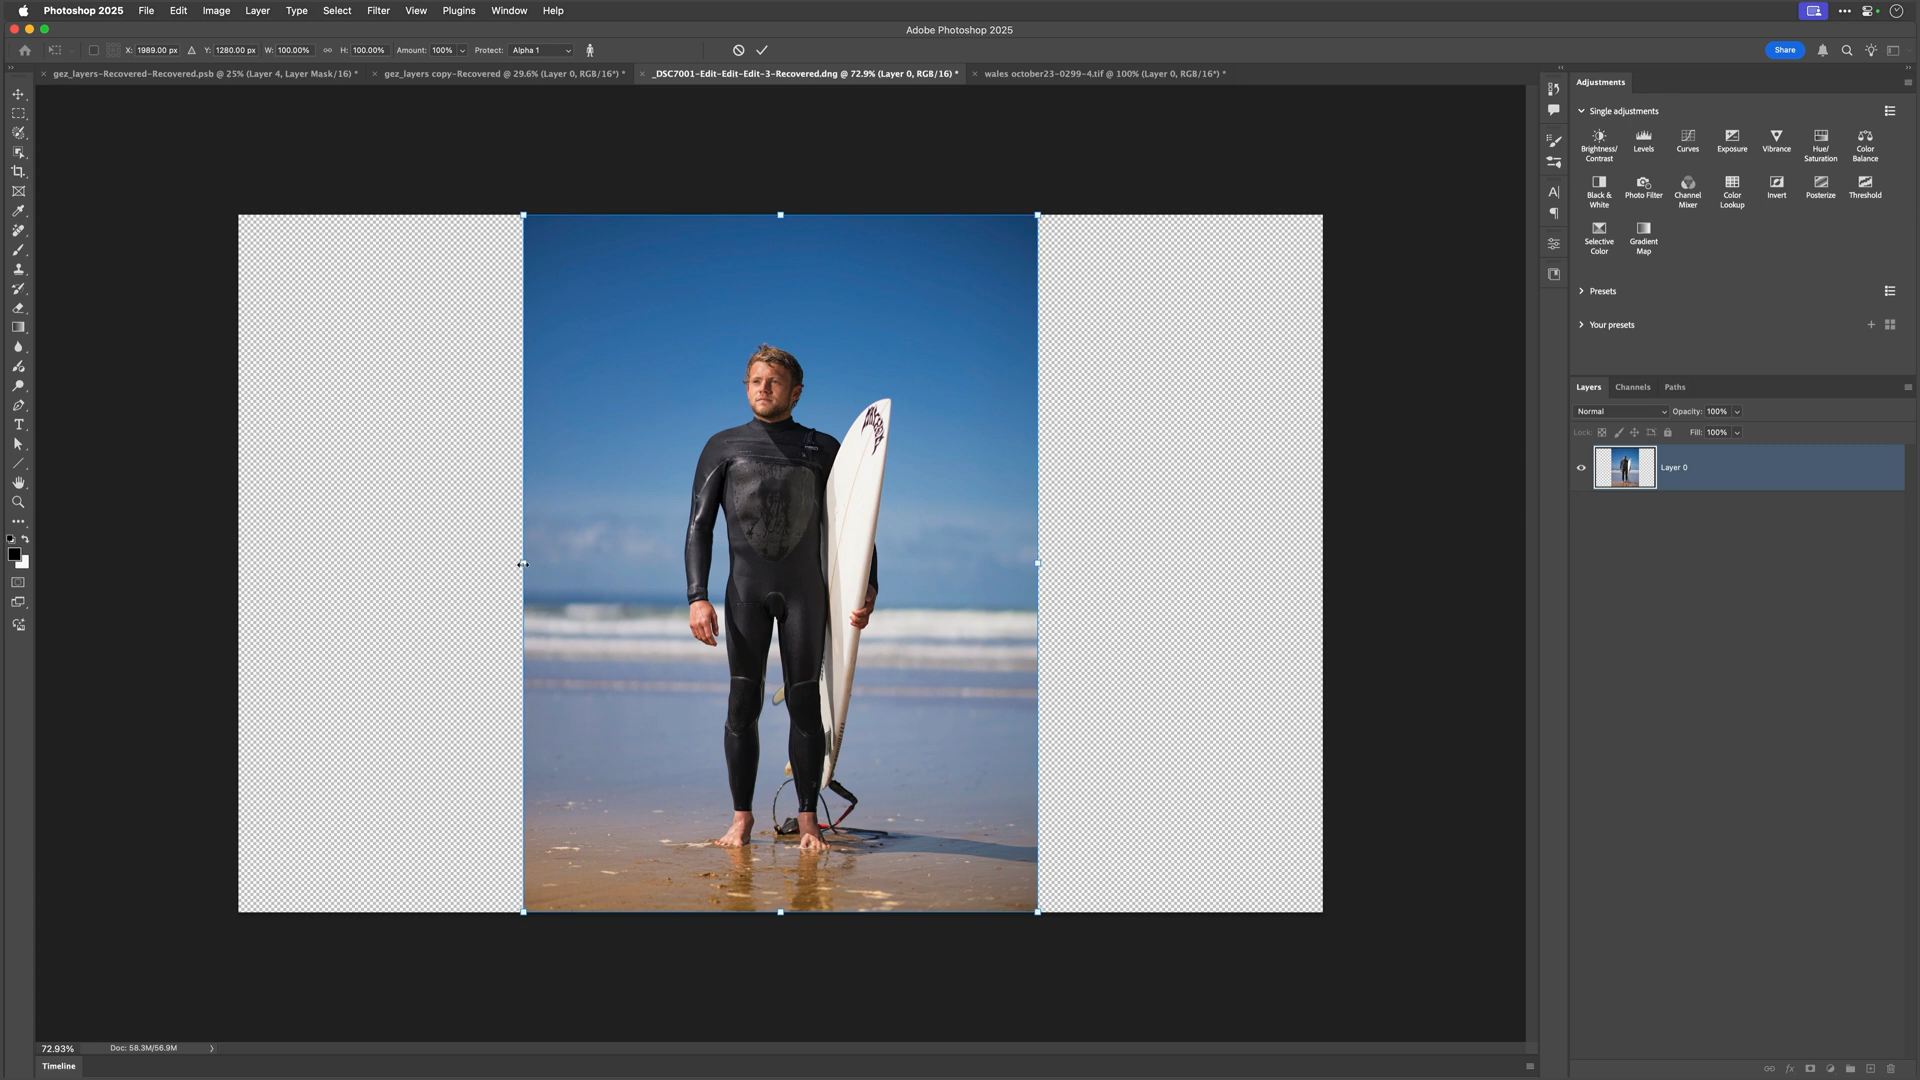 Photoshop 2025 File Edit Image Layer Type Select Filter View Plugins Window Help
Adobe Photoshop 2025
X: 1989.00 px Y: 1280.00 px W: 100.00% H: 100.00% Amount: 100% Protect: Alpha 1 Share
gez_layers-Recovered-Recovered.psb @ 25% (Layer 4, Layer Mask/16) * gez_layers copy-Recovered @ 29.6% (Layer 0, RGB/16*) * _DSC7001-Edit-Edit-Edit-3-Recovered.dng @ 72.9% (Layer 0, RGB/16) * wales october23-0299-4.tif @ 100% (Layer 0, RGB/16*) *
Adjustments
Single adjustments
Brightness/ Contrast Levels Curves Exposure Vibrance Hue/ Saturation Color Balance
Black & White Photo Filter Channel Mixer Color Lookup Invert Posterize Threshold
Selective Color Gradient Map
Presets
Your presets
Layers Channels Paths
Normal Opacity: 100%
Lock: Fill: 100%
Layer 0
72.93% Doc: 58.3M/56.9M
Timeline